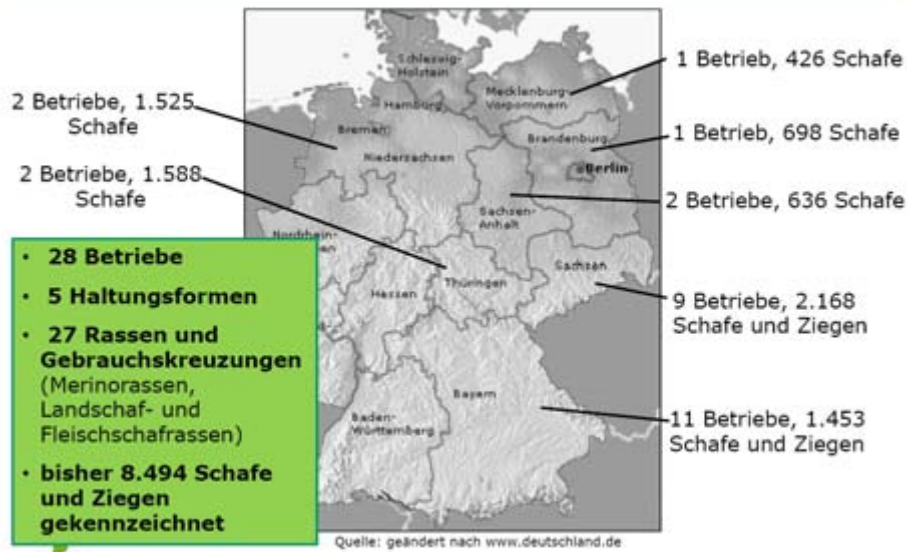 1 Betrieb, 426 Schafe
2 Betriebe, 1.525
Schafe
1 Betrieb, 698 Schafe
2 Betriebe, 1.588
Schafe
2 Betriebe, 636 Schafe
9 Betriebe, 2.168
Schafe und Ziegen
11 Betriebe, 1.453
Schafe und Ziegen
Schleswig-
Holstein
Mecklenburg-
Vorpommern
Hamburg
Bremen
Brandenburg
Niedersachsen
Berlin
Sachsen-
Anhalt
Nordrhein-
Sachsen
Thüringen
Hessen
Bayern
Baden-
Württemberg
• 28 Betriebe
• 5 Haltungsformen
• 27 Rassen und
Gebrauchskreuzungen
(Merinorassen,
Landschaf- und
Fleischschafrassen)
• bisher 8.494 Schafe
und Ziegen
gekennzeichnet
Quelle: geändert nach www.deutschland.de